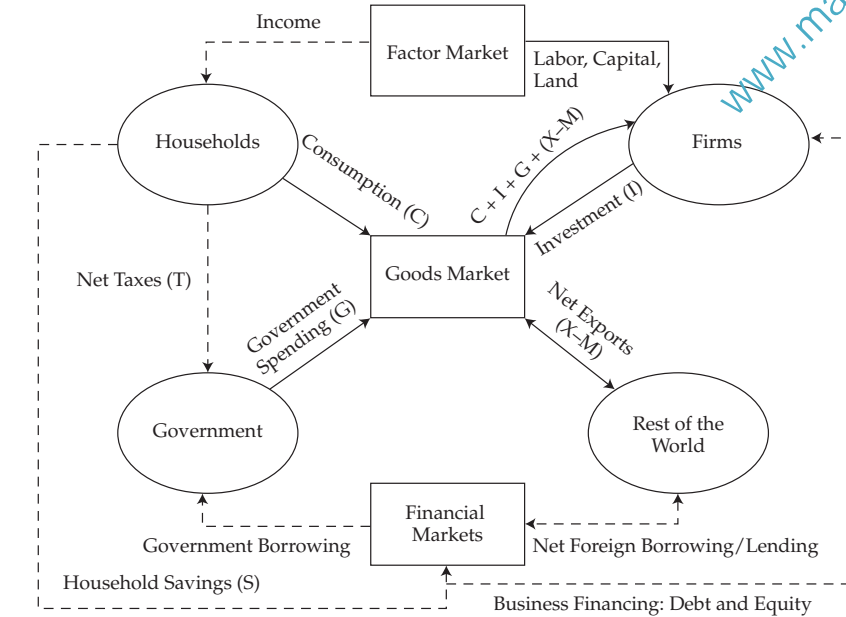 Income
Factor Market
Labor, Capital,
Land
www.ma
Households
Consumption (C)
C + I + G + (X–M)
Firms
Investment (I)
Net Taxes (T)
Goods Market
Government
Spending (G)
Net Exports
(X–M)
Government
Rest of the
World
Financial
Markets
Government Borrowing
Net Foreign Borrowing/Lending
Household Savings (S)
Business Financing: Debt and Equity